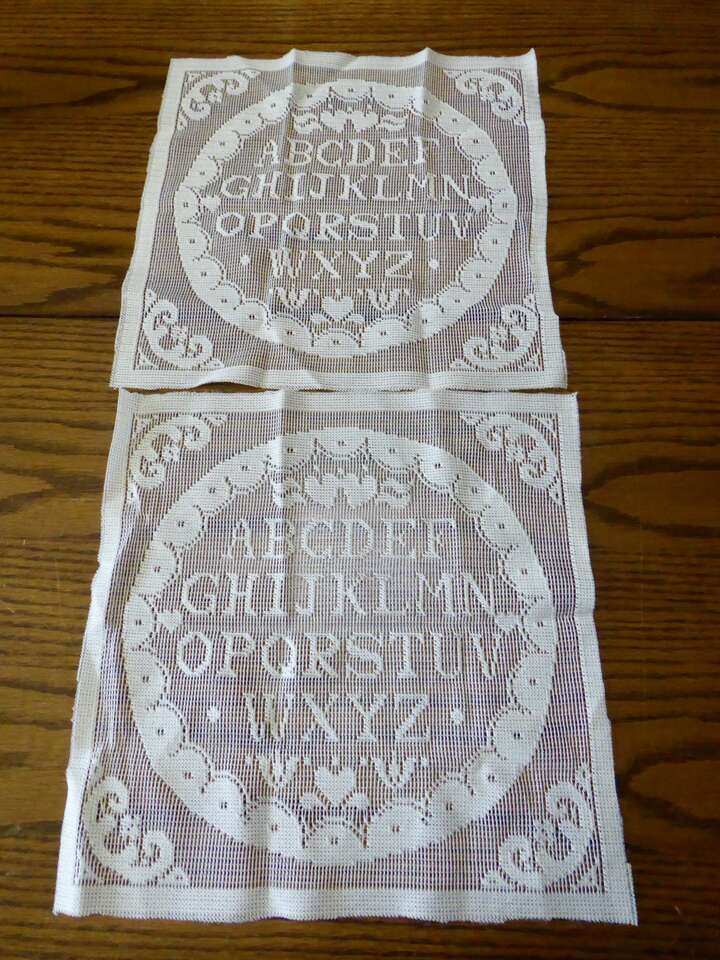 ABCDEF
GHIJKLMN
OPQRSTUV
WXYZ
ABCDEF
GHIJKLMN
OPQRSTUV
WXYZ